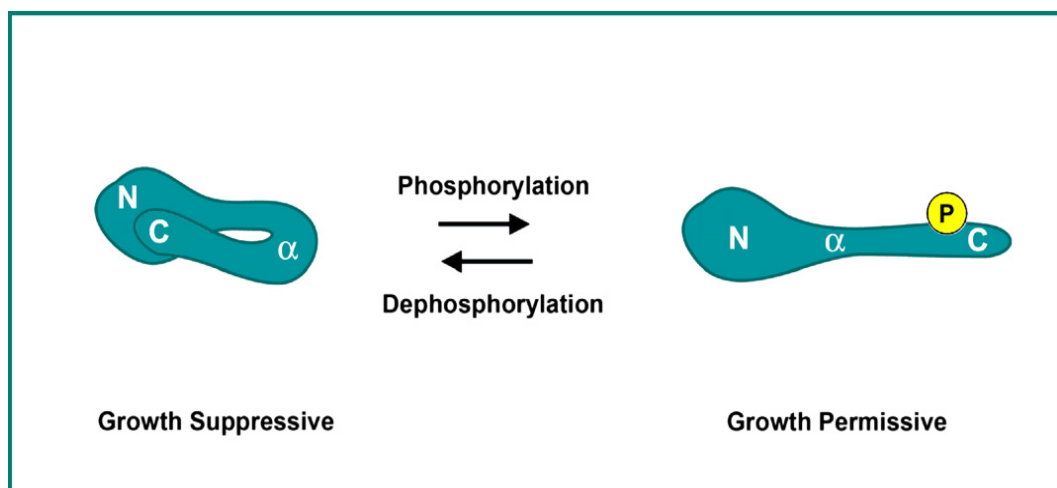 N
C
α
Phosphorylation
Dephosphorylation
N
α
P
C
Growth Suppressive
Growth Permissive